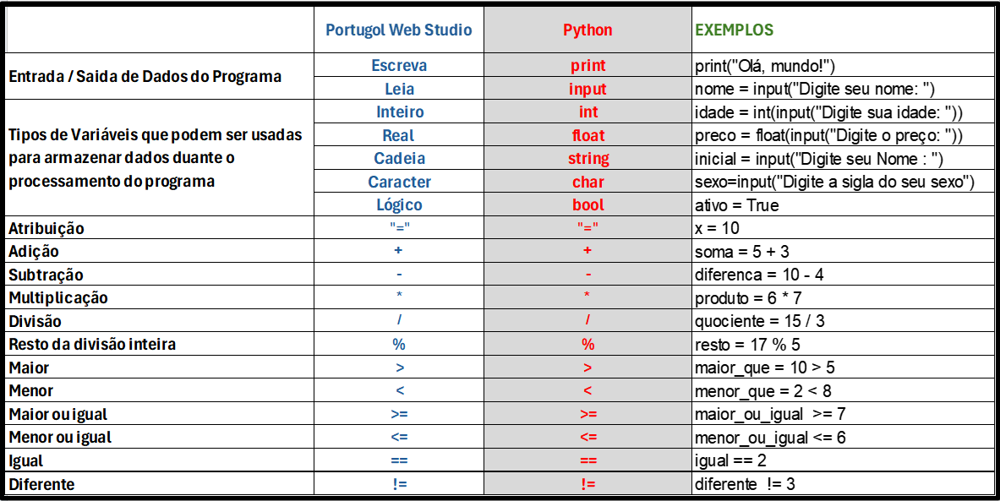 Portugol Web Studio Python EXEMPLOS
Entrada / Saida de Dados do Programa
Escreva print print("Olá, mundo!")
Leia input nome = input("Digite seu nome: ")
Tipos de Variáveis que podem ser usadas
para armazenar dados duante o
processamento do programa
Inteiro int idade = int(input("Digite sua idade: "))
Real float preco = float(input("Digite o preço: "))
Cadeia string inicial = input("Digite seu Nome : ")
Caracter char sexo=input("Digite a sigla do seu sexo")
Lógico bool ativo = True
Atribuição "=" "=" x = 10
Adição + + soma = 5 + 3
Subtração - - diferenca = 10 - 4
Multiplicação * * produto = 6 * 7
Divisão / / quociente = 15 / 3
Resto da divisão inteira % % resto = 17 % 5
Maior > > maior_que = 10 > 5
Menor < < menor_que = 2 < 8
Maior ou igual >= >= maior_ou_igual >= 7
Menor ou igual <= <= menor_ou_igual <= 6
Igual == == igual == 2
Diferente != != diferente != 3